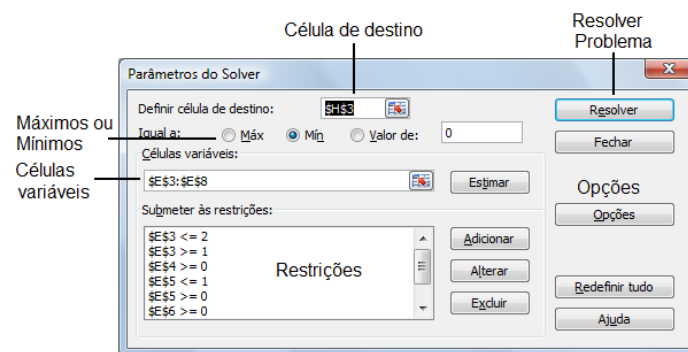 Célula de destino
Resolver
Problema
Parâmetros do Solver
Definir célula de destino:
$H$3
Resolver
Máximos ou
Mínimos
Igual a:
Máx
Mín
Valor de:
0
Fechar
Células
variáveis
Células variáveis:
$E$3:$E$8
Estimar
Opções
Opções
Submeter às restrições:
$E$3 <= 2
$E$3 >= 1
$E$4 >= 0
$E$5 <= 1
$E$5 >= 0
$E$6 >= 0
Restrições
Adicionar
Alterar
Excluir
Redefinir tudo
Ajuda